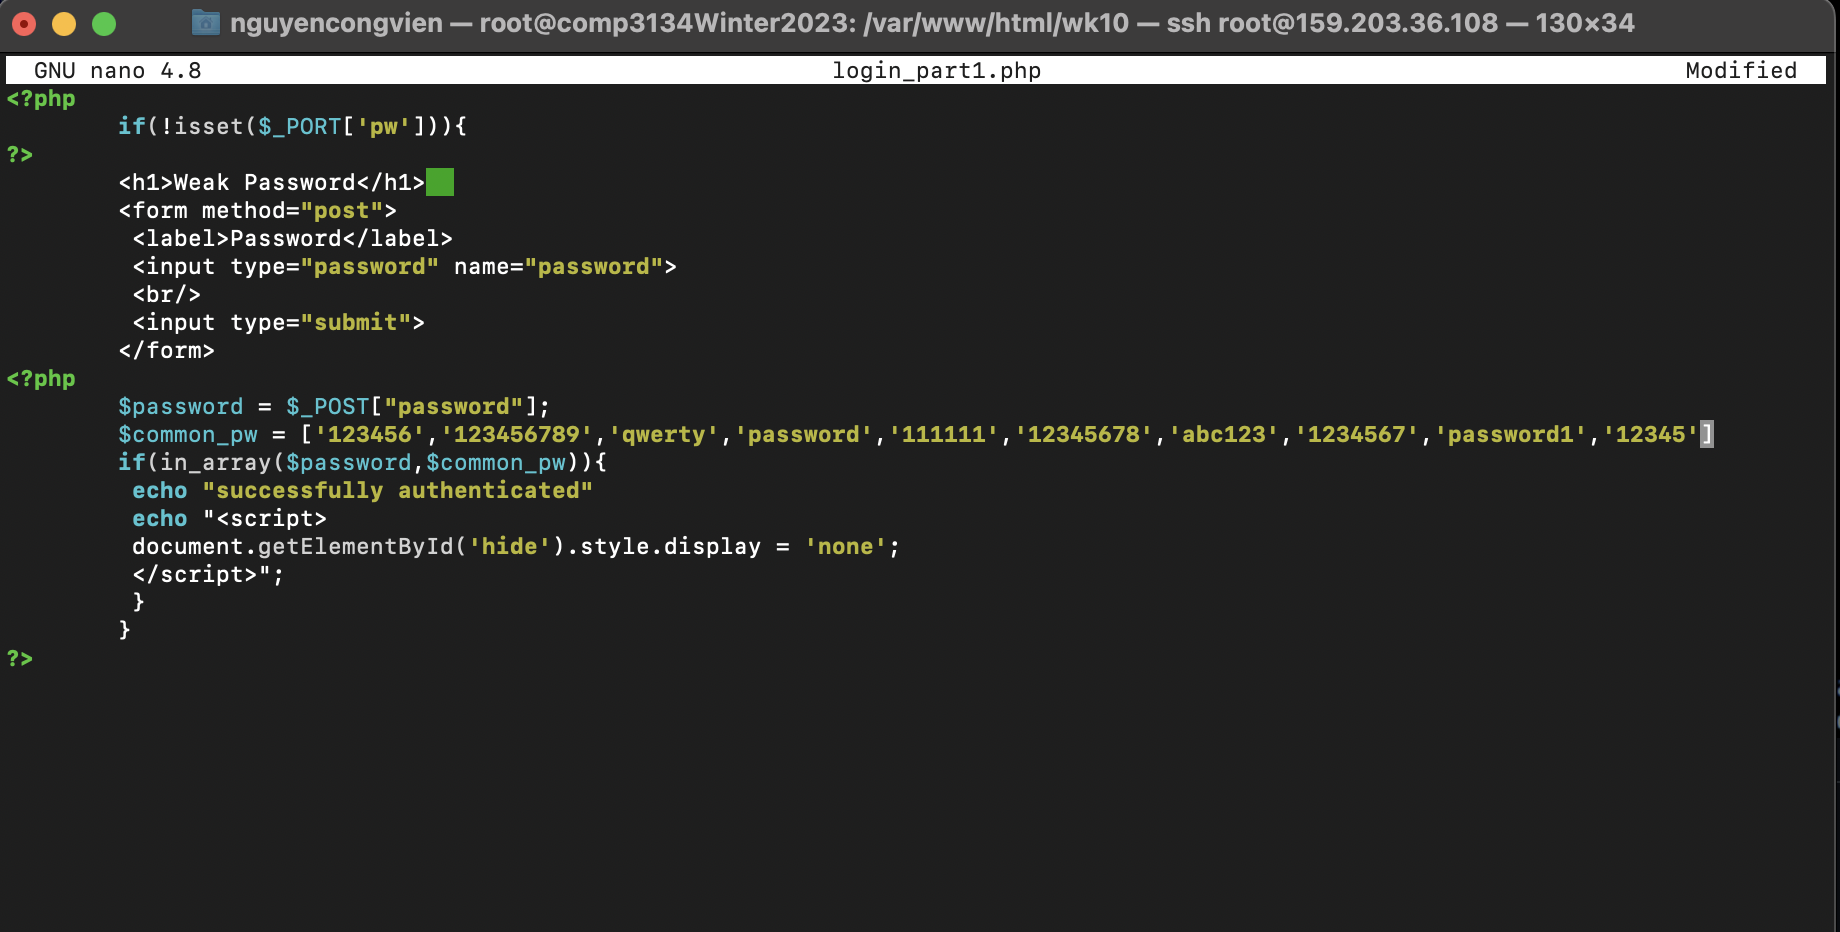 nguyencongvien — root@comp3134Winter2023: /var/www/html/wk10 — ssh root@159.203.36.108 — 130×34
GNU nano 4.8 login_part1.php Modified
<?php
if(!isset($_PORT['pw'])){
?>
<h1>Weak Password</h1>
<form method="post">
<label>Password</label>
<input type="password" name="password">
<br/>
<input type="submit">
</form>
<?php
$password = $_POST["password"];
$common_pw = ['123456','123456789','qwerty','password','111111','12345678','abc123','1234567','password1','12345']
if(in_array($password,$common_pw)){
echo "successfully authenticated"
echo "<script>
document.getElementById('hide').style.display = 'none';
</script>";
}
}
?>